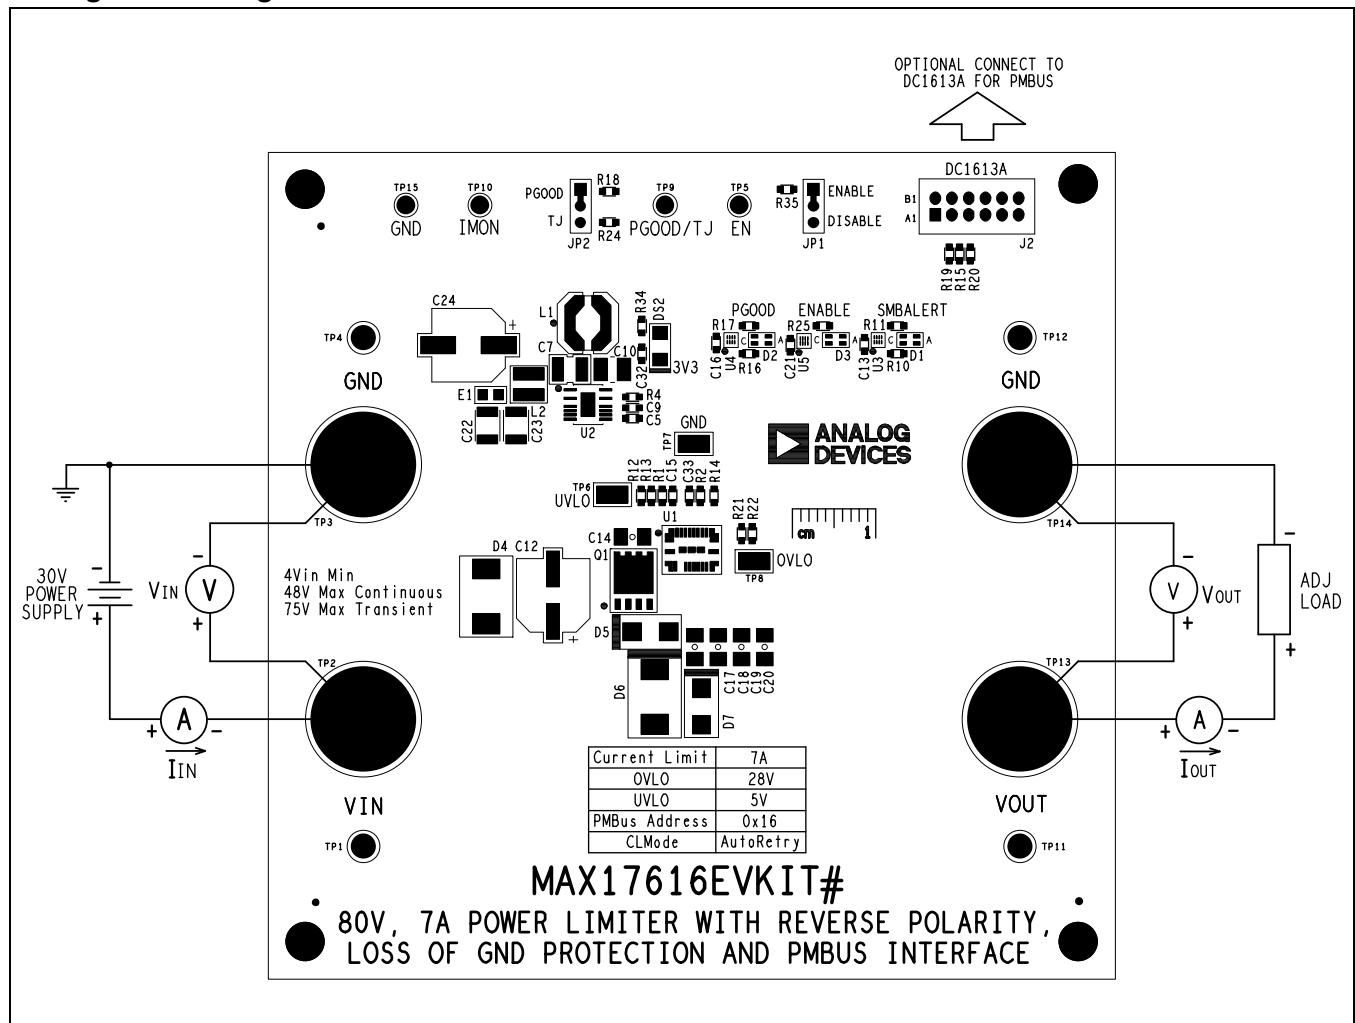 OPTIONAL CONNECT TO
DC1613A FOR PMBUS
DC1613A
B1
A1
J2
R19
R15
R20
TP15
GND
TP10
IMON
PGOOD
TJ
JP2
R18
R24
TP9
PGOOD/TJ
TP5
EN
R35
ENABLE
DISABLE
JP1
C24
+
L1
R34
DS2
C7
C10
C32
3V3
PGOOD
R17
C
A
C16
U4
D2
R16
ENABLE
R25
C
A
C21
U5
D3
SMBALERT
R11
C
A
C13
U3
D1
R10
TP4
GND
TP12
GND
E1
L2
C22
C23
U2
R4
C9
C5
GND
TP7
ANALOG
DEVICES
R12
R13
R1
C15
C33
R2
R14
TP6
UVLO
U1
R21
R22
cm 1
TP3
TP14
C14
Q1
D4
C12
+
OVLO
TP8
30V
POWER
SUPPLY
-
+
VIN
-
V
+
4Vin Min
48V Max Continuous
75V Max Transient
D5
D6
D7
C17
C18
C19
C20
-
V
+
VOUT
-
ADJ
LOAD
+
TP2
TP13
+ A -
IIN
+ A -
IOUT
VIN
VOUT
TP1
TP11
Current Limit 7A
OVLO 28V
UVLO 5V
PMBus Address 0x16
CLMode AutoRetry
MAX17616EVKIT#
80V, 7A POWER LIMITER WITH REVERSE POLARITY,
LOSS OF GND PROTECTION AND PMBUS INTERFACE